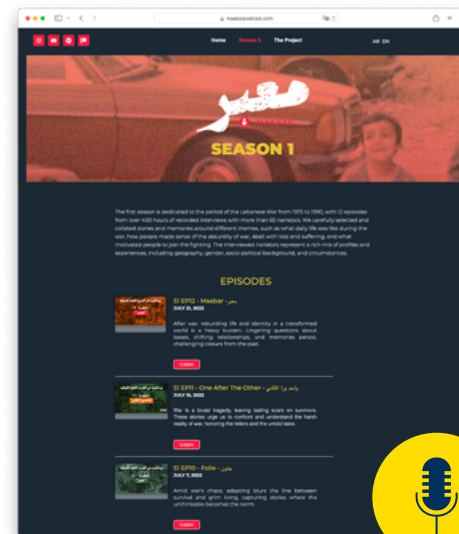 maabarpodcast.com
Home Season 1 The Project
AR EN
معبر
MAABAR
SEASON 1
The first season is dedicated to the period of the Lebanese War from 1975 to 1990, with 12 episodes
from over 400 hours of recorded interviews with more than 65 narrators. We carefully selected and
collated stories and memories around different themes, such as what daily life was like during the
war, how people made sense of the absurdity of war, dealt with loss and suffering, and what
motivated people to join the fighting. The interviewed narrators represent a rich mix of profiles and
experiences, including geography, gender, socio-political background, and circumstances.
EPISODES
S1 EP12 - Maabar - معبر
JULY 21, 2022
After war, rebuilding life and identity in a transformed
world is a heavy burden. Lingering questions about
losses, shifting relationships, and memories persist,
challenging closure from the past.
Listen
S1 EP11 - One After The Other - واحد ورا التاني
JULY 15, 2022
War is a brutal tragedy, leaving lasting scars on survivors.
These stories urge us to confront and understand the harsh
reality of war, honoring the tellers and the untold tales.
Listen
S1 EP10 - Folie - جنون
JULY 7, 2022
Amid war's chaos, adapting blurs the line between
survival and grim living, capturing stories where the
unthinkable becomes the norm.
Listen